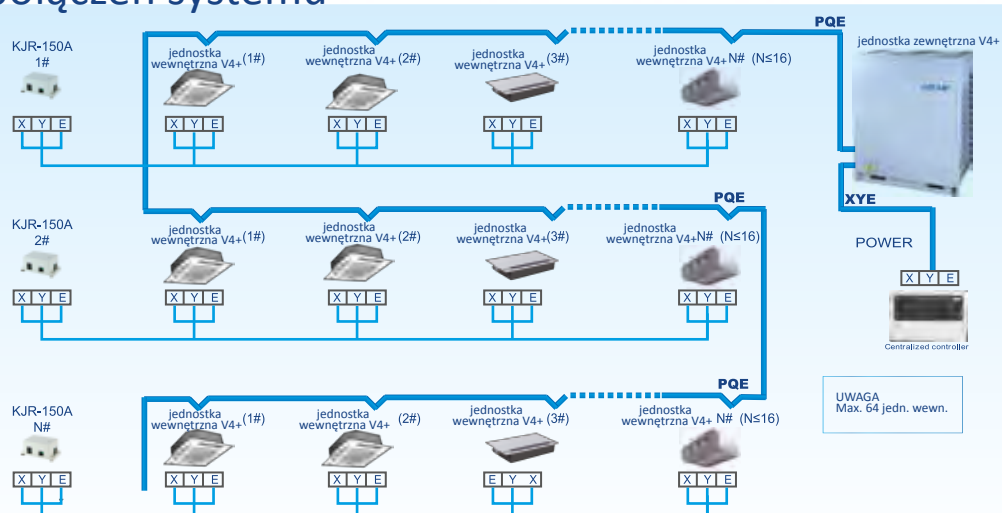 połączeń systemu
PQE
KJR-150A
1#
jednostka
wewnętrzna V4+ (1#)
jednostka
wewnętrzna V4+ (2#)
jednostka
wewnętrzna V4+ (3#)
jednostka
wewnętrzna V4+ N# (N≤16)
jednostka zewnętrzna V4+
X Y E
X Y E
X Y E
X Y E
X Y E
PQE
XYE
KJR-150A
2#
jednostka
wewnętrzna V4+ (1#)
jednostka
wewnętrzna V4+ (2#)
jednostka
wewnętrzna V4+ (3#)
jednostka
wewnętrzna V4+ N# (N≤16)
POWER
X Y E
X Y E
X Y E
X Y E
X Y E
X Y E
Centralized controller
PQE
KJR-150A
N#
jednostka
wewnętrzna V4+ (1#)
jednostka
wewnętrzna V4+ (2#)
jednostka
wewnętrzna V4+ (3#)
jednostka
wewnętrzna V4+ N# (N≤16)
UWAGA
Max. 64 jedn. wewn.
X Y E
X Y E
X Y E
E Y X
X Y E